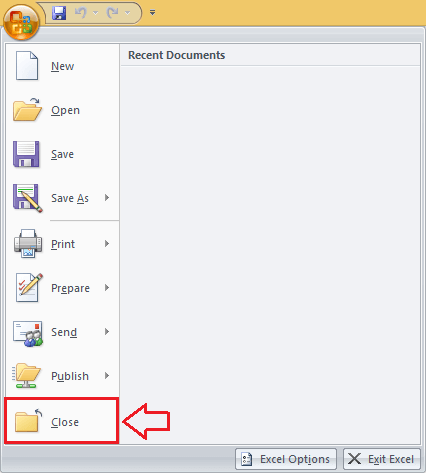 Recent Documents
New
Open
Save
Save As
Print
Prepare
Send
Publish
Close
Excel Options
Exit Excel